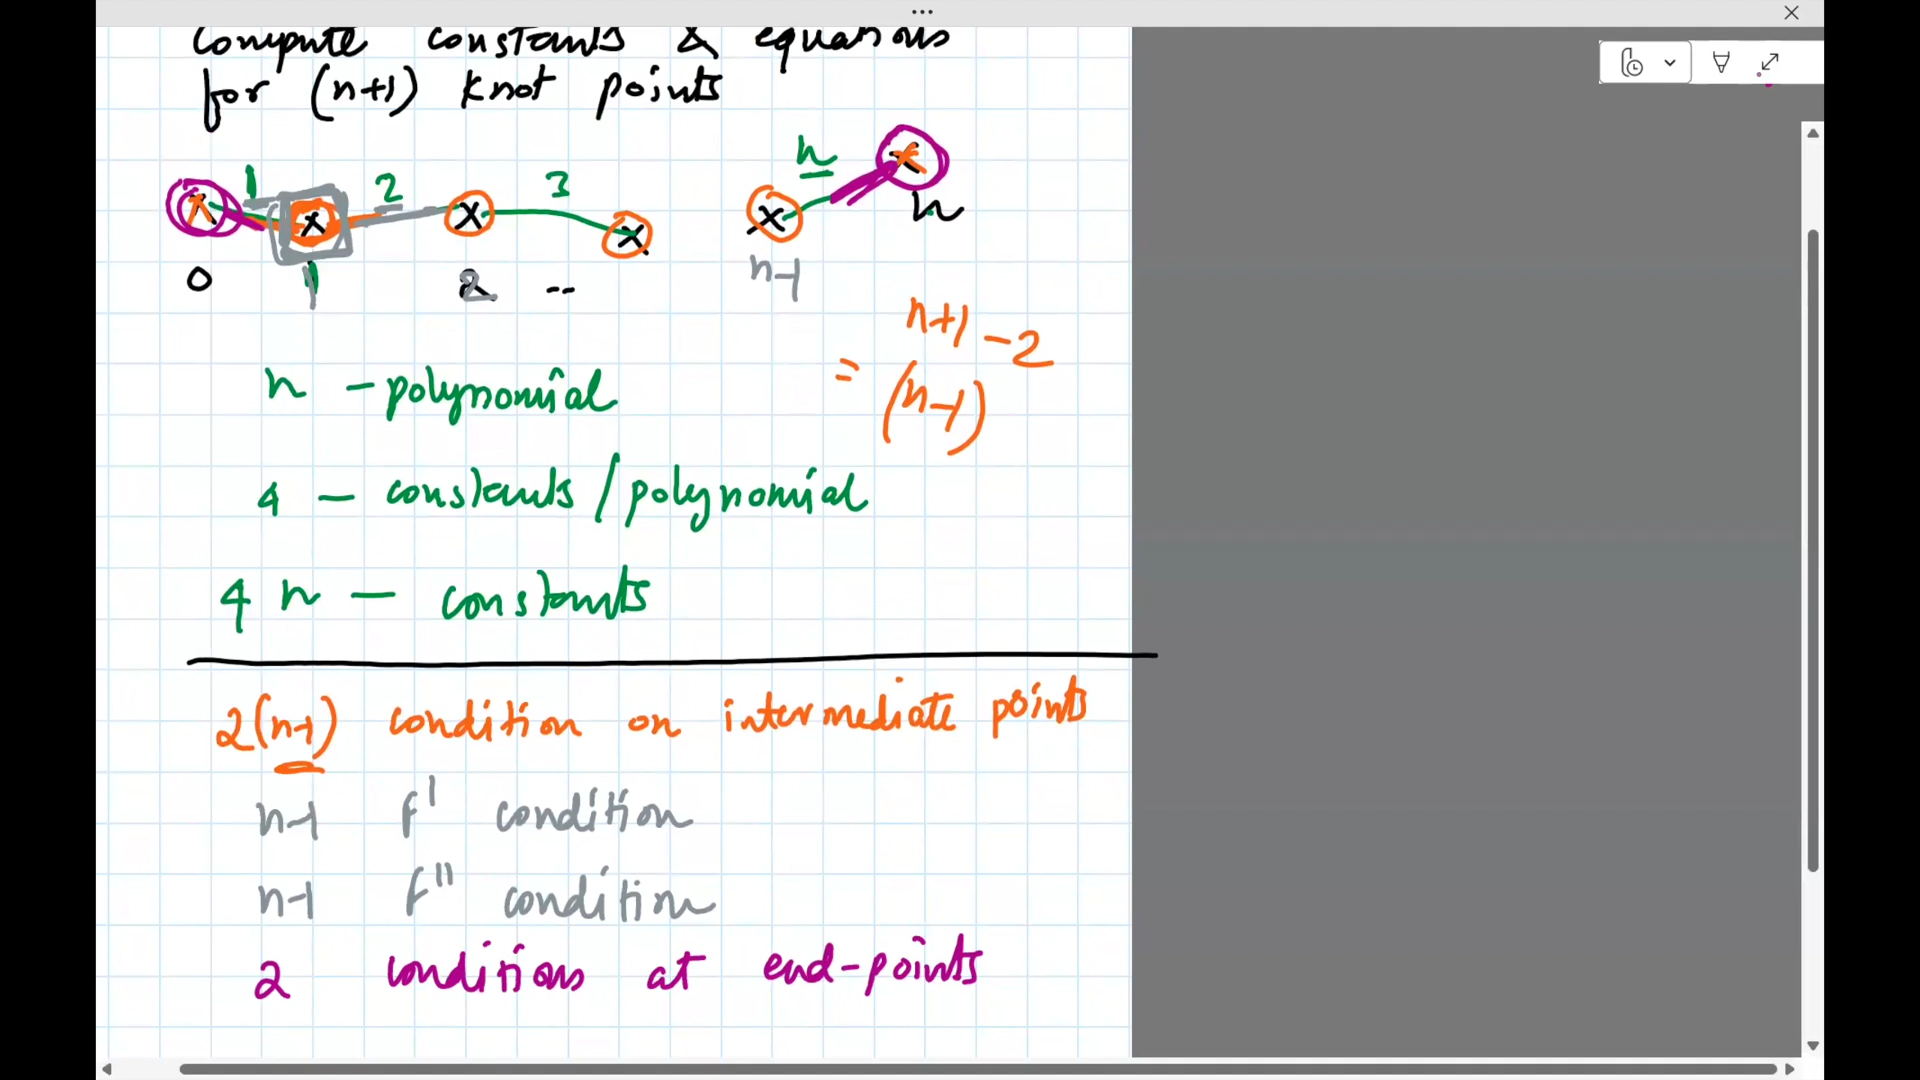 Compute constants & equations
for (n+1) knot points
1 2 3 n
n
0 1 2 -- n-1
n+1 -2
= (n-1)
n - polynomial
4 - constants/polynomial
4 n - constants
2(n-1) condition on intermediate points
n-1 f' condition
n-1 f" condition
2 conditions at end-points